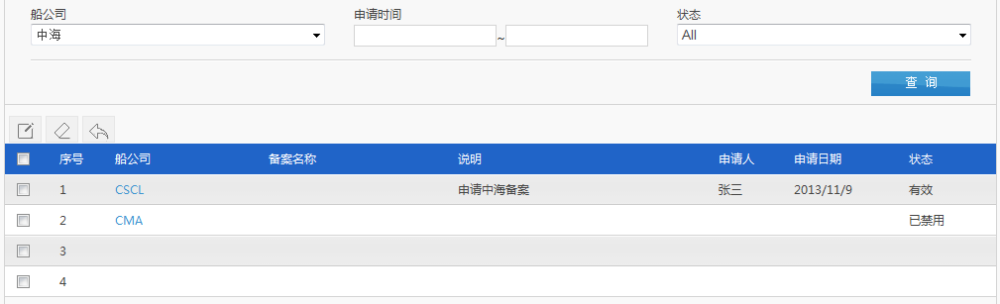 船公司 申请时间 状态
中海 ~ All
查 询
序号 船公司 备案名称 说明 申请人 申请日期 状态
1 CSCL 申请中海备案 张三 2013/11/9 有效
2 CMA 已禁用
3
4